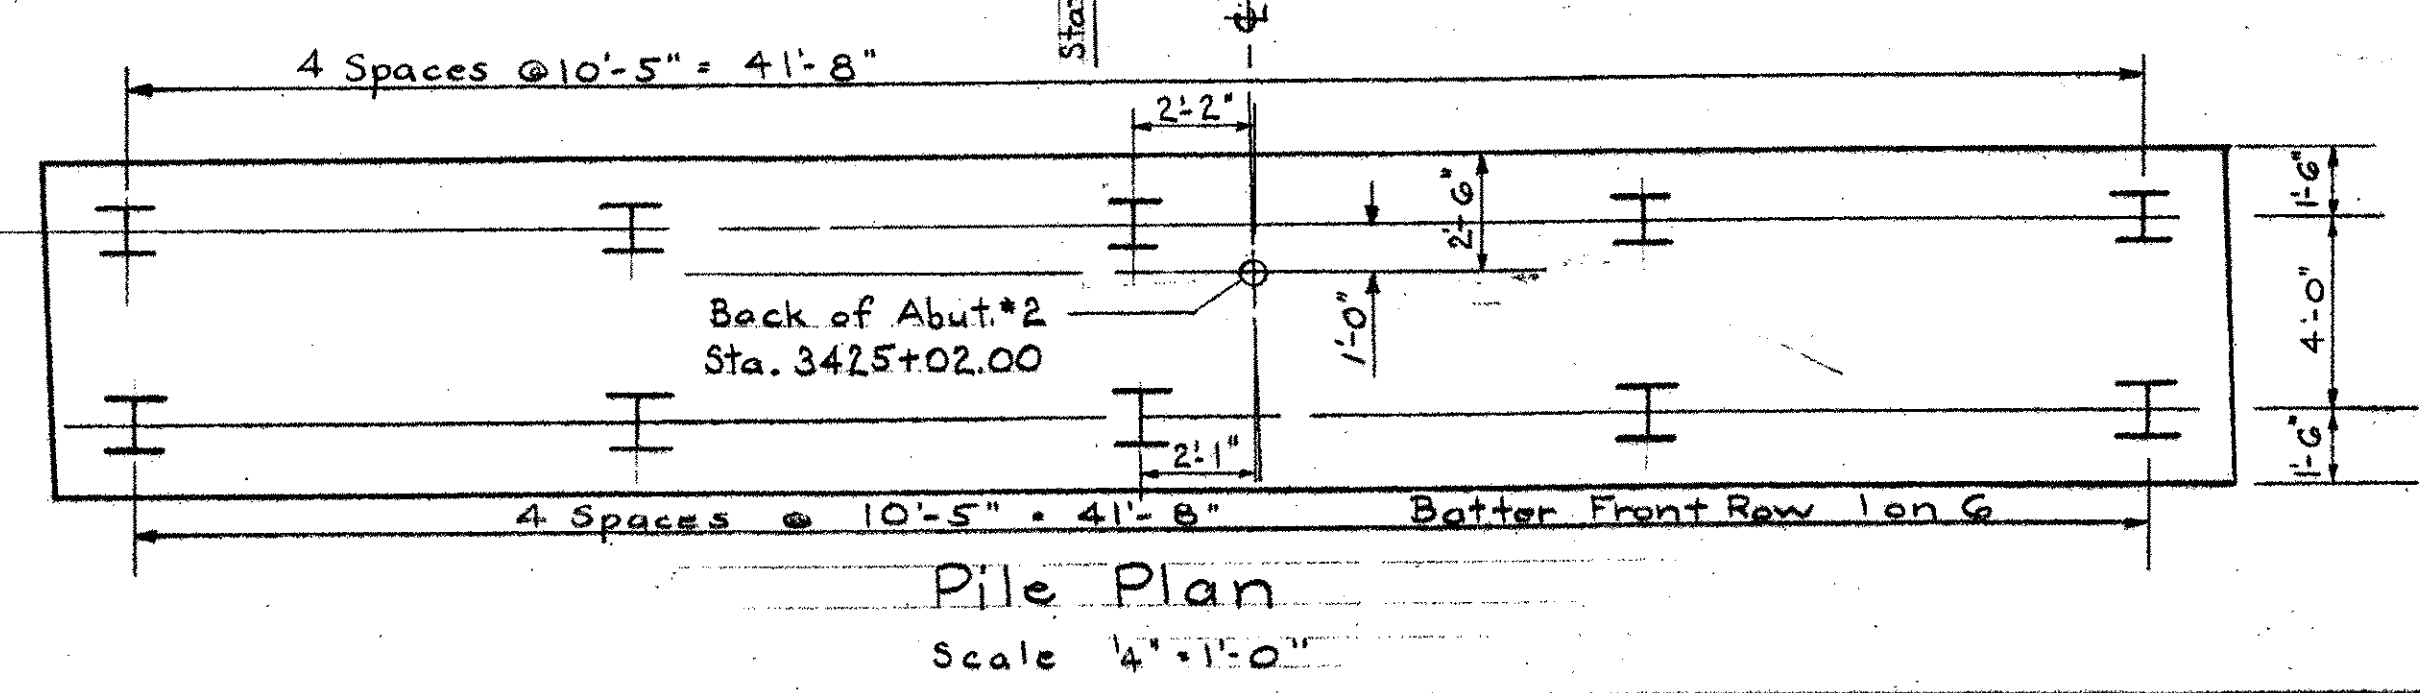 Sta
℄
4 Spaces @ 10'-5" = 41'-8"
2'-2"
1'-6"
2'-6"
4'-0"
1'-0"
Back of Abut. #2
Sta. 3425+02.00
2'-1"
1'-6"
4 Spaces @ 10'-5" = 41'-8"
Batter Front Row 1 on 6
Pile Plan
Scale 1/4" = 1'-0"